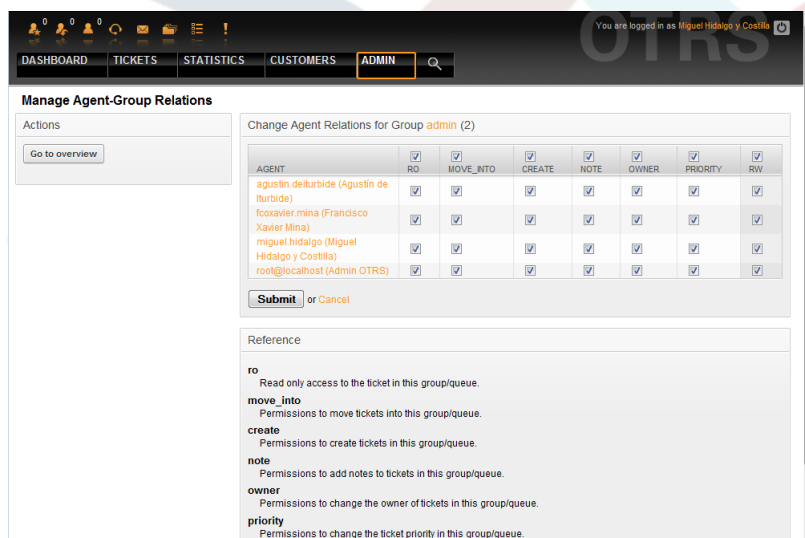 0 0 0
OTRS
You are logged in as Miguel Hidalgo y Costilla
DASHBOARD TICKETS STATISTICS CUSTOMERS ADMIN
Manage Agent-Group Relations
Actions
Go to overview
Change Agent Relations for Group admin (2)
AGENT RO MOVE_INTO CREATE NOTE OWNER PRIORITY RW
agustin.deiturbide (Agustín de
Iturbide)
fcoxavier.mina (Francisco
Xavier Mina)
miguel.hidalgo (Miguel
Hidalgo y Costilla)
root@localhost (Admin OTRS)
Submit or Cancel
Reference
ro
Read only access to the ticket in this group/queue.
move_into
Permissions to move tickets into this group/queue.
create
Permissions to create tickets in this group/queue.
note
Permissions to add notes to tickets in this group/queue.
owner
Permissions to change the owner of tickets in this group/queue.
priority
Permissions to change the ticket priority in this group/queue.